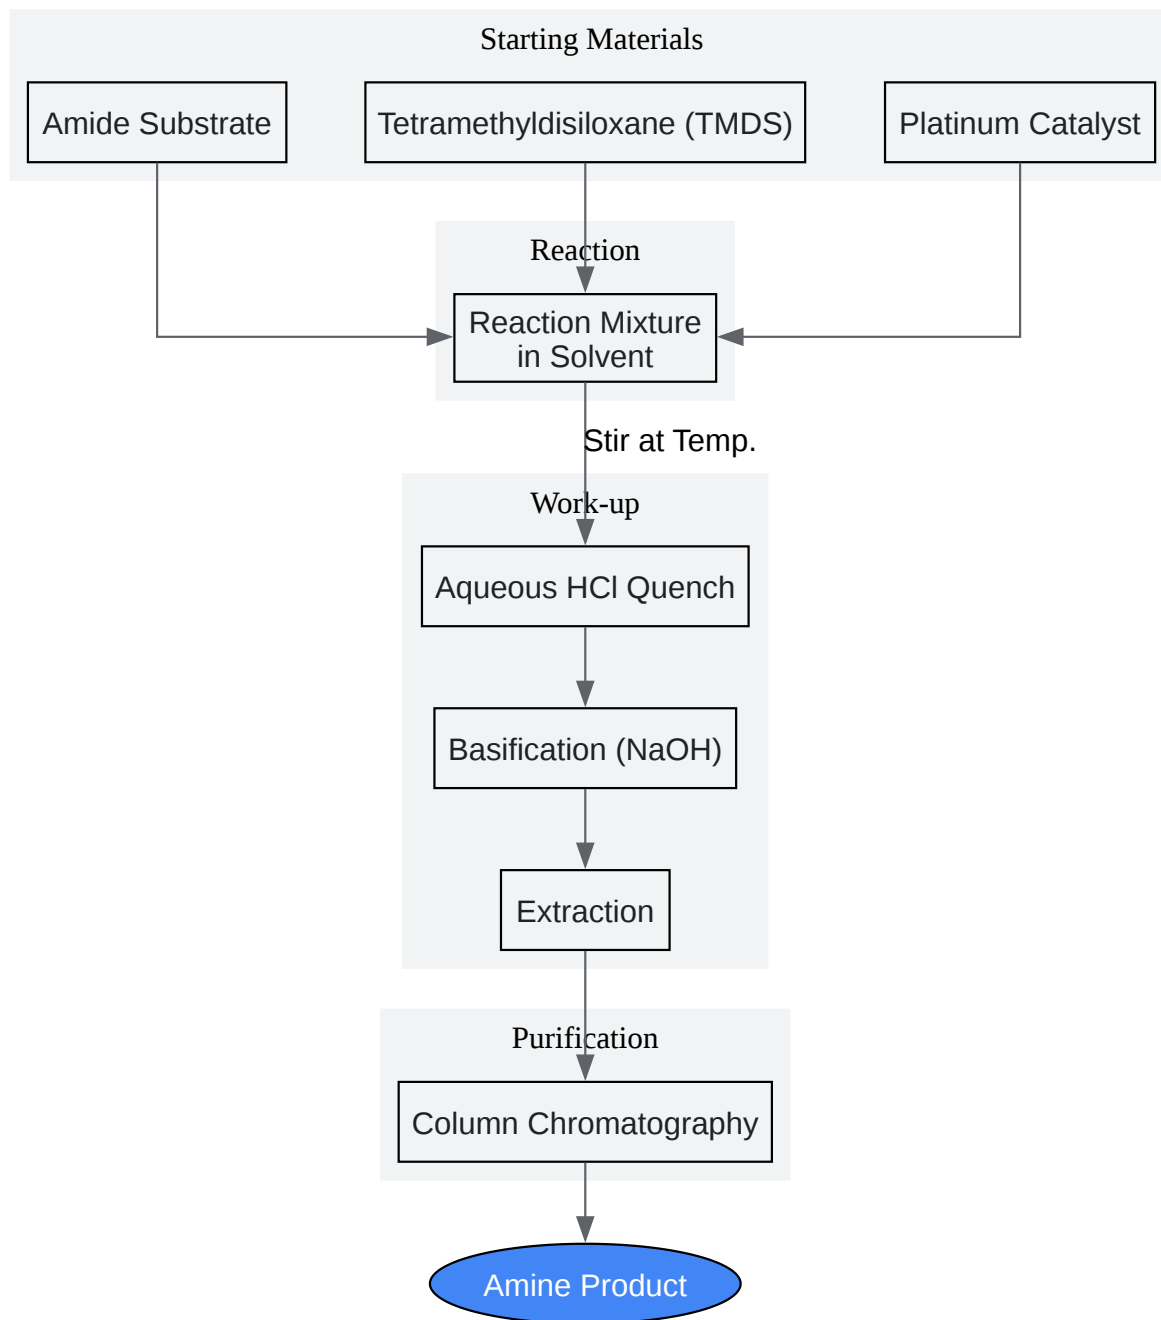 Starting Materials
Amide Substrate
Tetramethyldisiloxane (TMDS)
Platinum Catalyst
Reaction
Reaction Mixture
in Solvent
Stir at Temp.
Work-up
Aqueous HCl Quench
Basification (NaOH)
Extraction
Purification
Column Chromatography
Amine Product